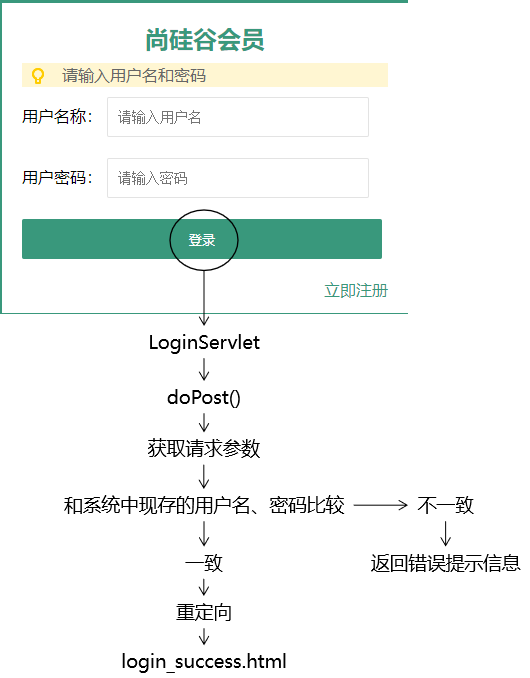 尚硅谷会员
请输入用户名和密码
用户名称： 请输入用户名
用户密码： 请输入密码
登录
立即注册
LoginServlet
doPost()
获取请求参数
和系统中现存的用户名、密码比较 不一致
一致 返回错误提示信息
重定向
login_success.html